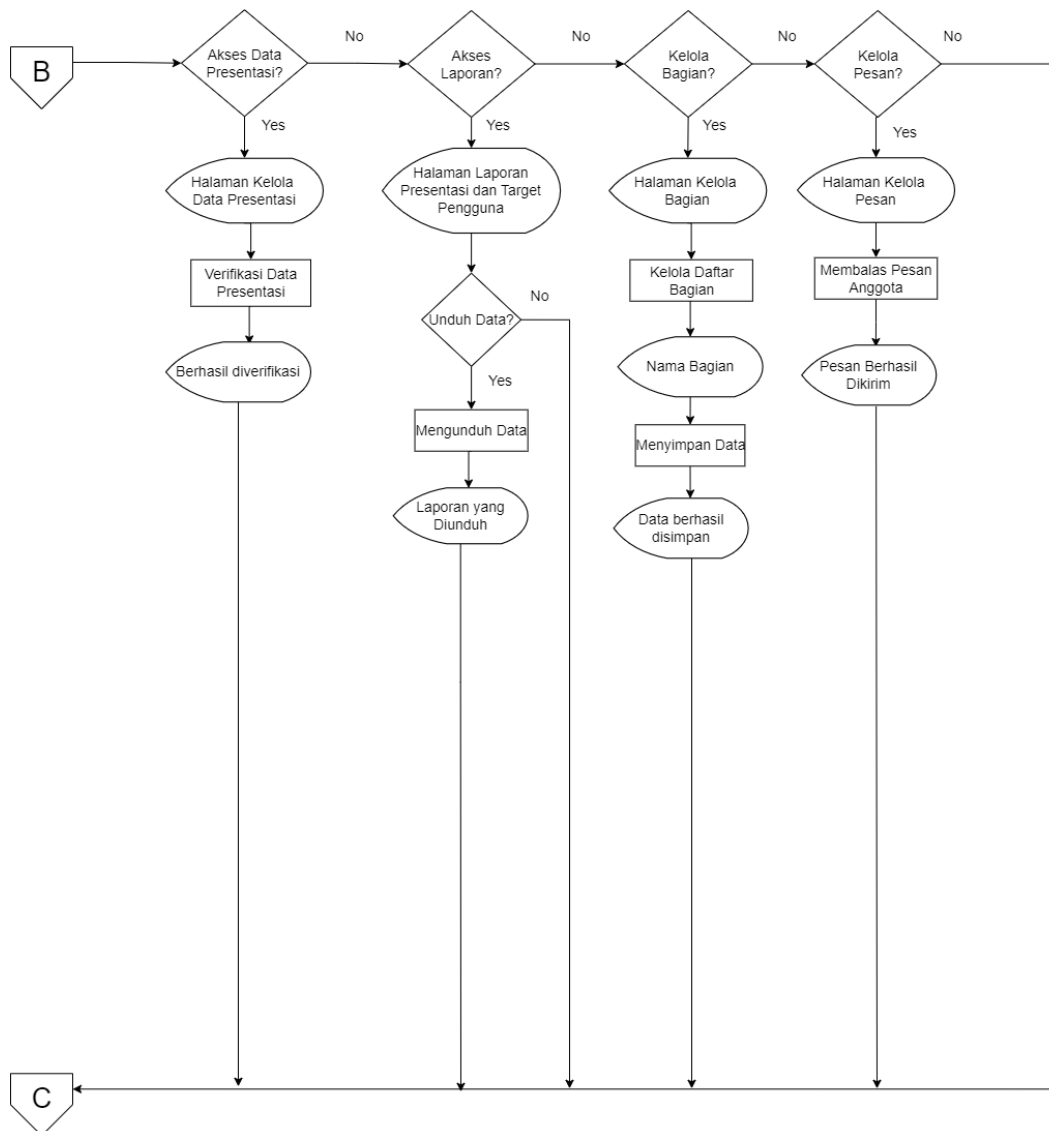 B
Akses Data
Presentasi?
No
Akses
Laporan?
No
Kelola
Bagian?
No
Kelola
Pesan?
No
Yes
Yes
Yes
Yes
Halaman Kelola
Data Presentasi
Halaman Laporan
Presentasi dan Target
Pengguna
Halaman Kelola
Bagian
Halaman Kelola
Pesan
Verifikasi Data
Presentasi
Unduh Data?
No
Yes
Kelola Daftar
Bagian
Membalas Pesan
Anggota
Berhasil diverifikasi
Mengunduh Data
Nama Bagian
Pesan Berhasil
Dikirim
Laporan yang
Diunduh
Menyimpan Data
Data berhasil
disimpan
C